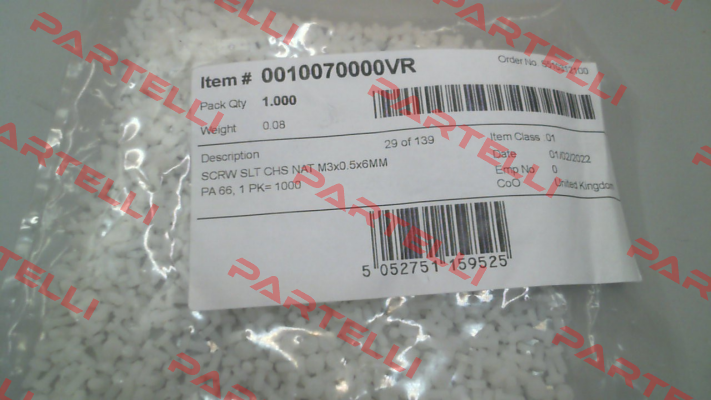 Item # 0010070000VR
Order No.
Pack Qty 1.000
Weight 0.08
Description 29 of 139 Item Class 01
SCRW SLT CHS NAT M3x0.5x6MM Date 01/02/2022
PA 66, 1 PK= 1000 Emp No 0
CoO United Kingdom
5 052751 159525
PARTELLI
PARTELLI
PARTELLI
PARTELLI
PARTELLI
PARTELLI
PARTELLI